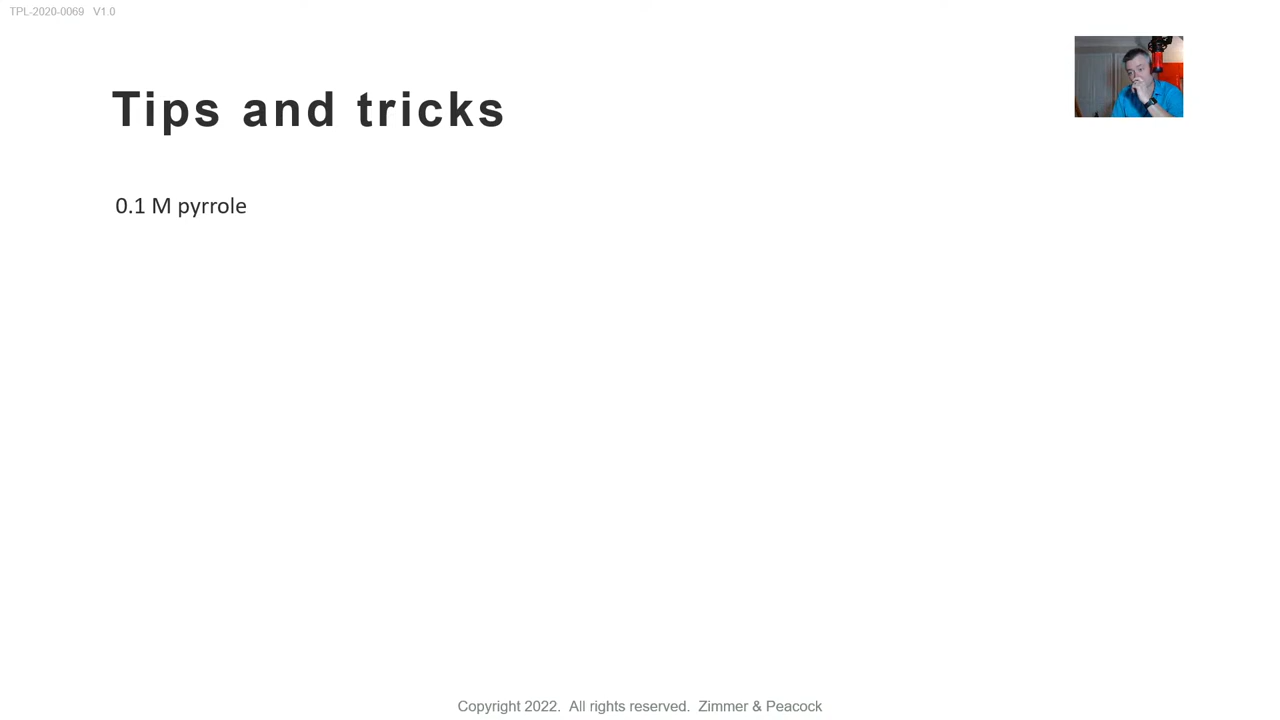 TPL-2020-0069 V1.0
Tips and tricks
0.1 M pyrrole
Copyright 2022. All rights reserved. Zimmer & Peacock